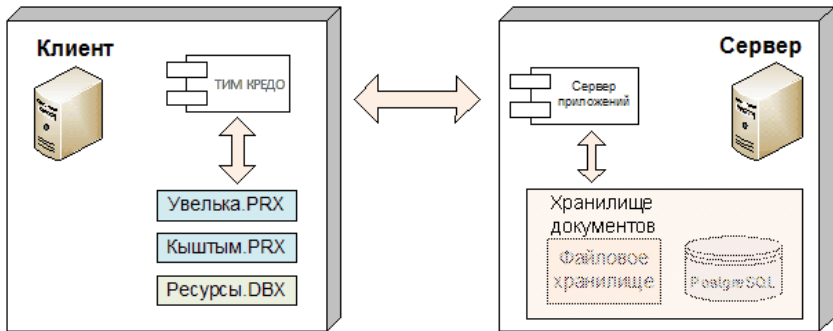 Клиент
ТИМ КРЕДО
Увелька.PRX
Кыштым.PRX
Ресурсы.DBX
Сервер
Сервер
приложений
Хранилище
документов
Файловое
хранилище
PostgreSQL